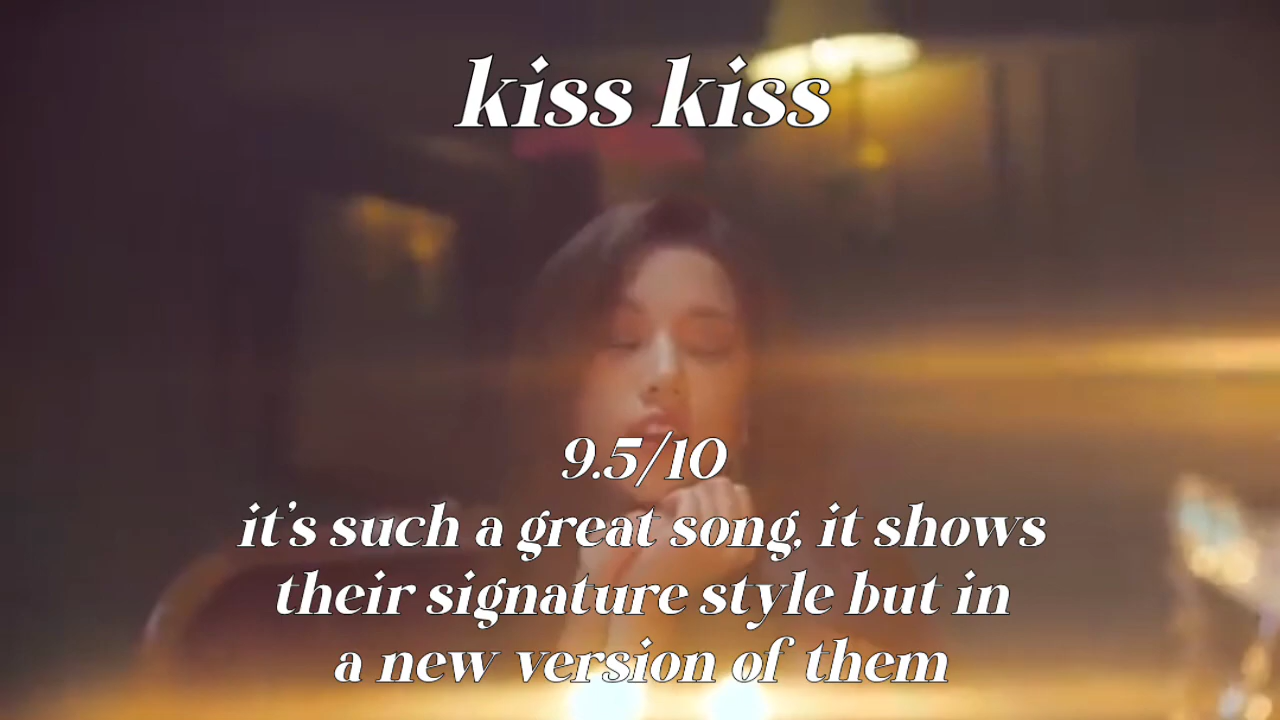 kiss kiss
9.5/10
it's such a great song, it shows
their signature style but in
a new version of them